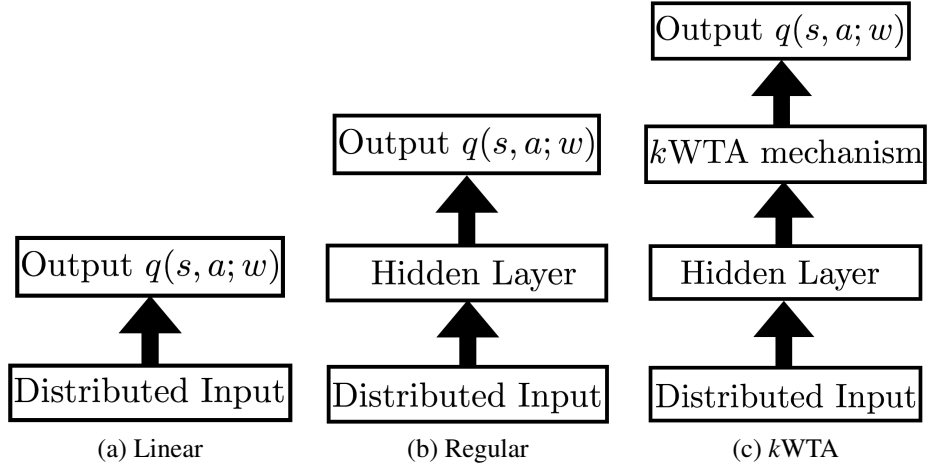 Output q(s, a; w)
Distributed Input
(a) Linear
Output q(s, a; w)
Hidden Layer
Distributed Input
(b) Regular
Output q(s, a; w)
kWTA mechanism
Hidden Layer
Distributed Input
(c) kWTA